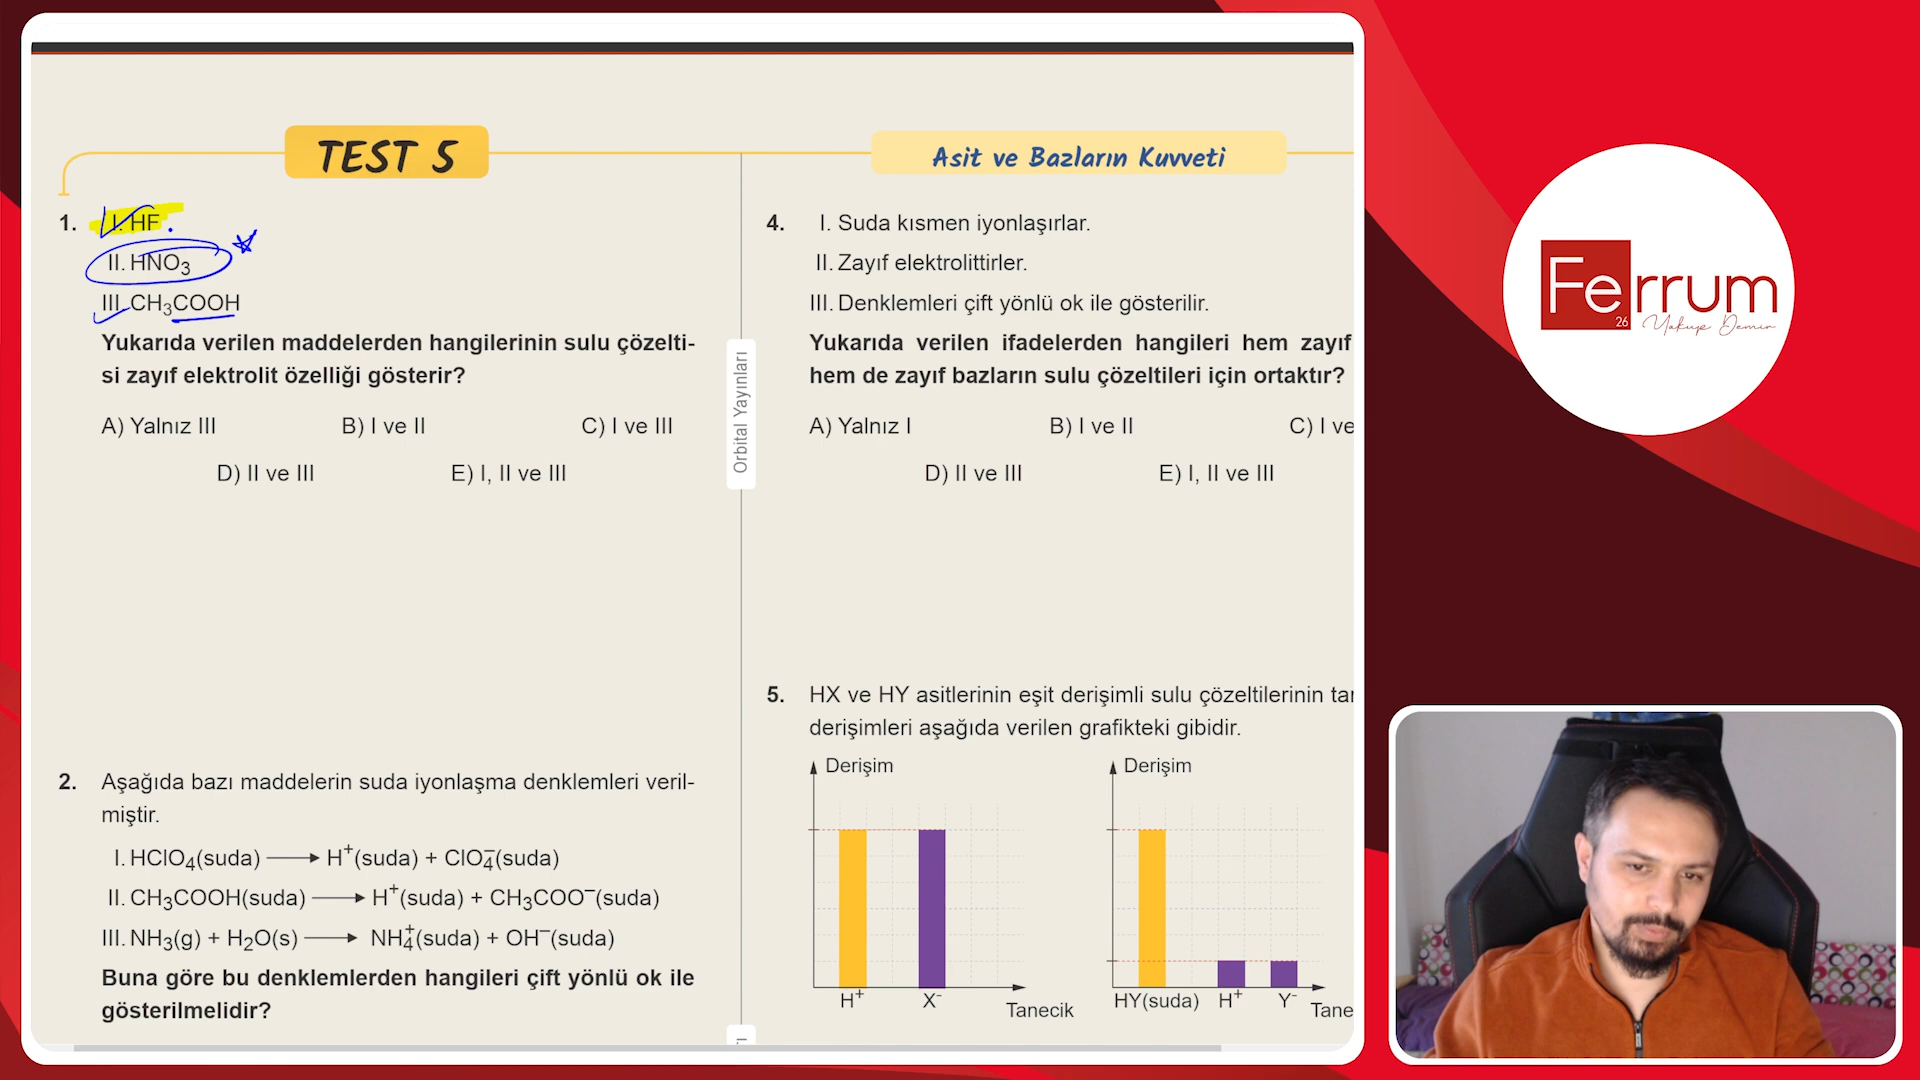 TEST 5
Asit ve Bazların Kuvveti
1. I. HF
II. HNO₃
III. CH₃COOH
Yukarıda verilen maddelerden hangilerinin sulu çözelti-
si zayıf elektrolit özelliği gösterir?
A) Yalnız III B) I ve II C) I ve III
D) II ve III E) I, II ve III
2. Aşağıda bazı maddelerin suda iyonlaşma denklemleri veril-
miştir.
I. HClO₄(suda) ⟶ H⁺(suda) + ClO₄⁻(suda)
II. CH₃COOH(suda) ⟶ H⁺(suda) + CH₃COO⁻(suda)
III. NH₃(g) + H₂O(s) ⟶ NH₄⁺(suda) + OH⁻(suda)
Buna göre bu denklemlerden hangileri çift yönlü ok ile
gösterilmelidir?
Orbital Yayınları
4. I. Suda kısmen iyonlaşırlar.
II. Zayıf elektrolittirler.
III. Denklemleri çift yönlü ok ile gösterilir.
Yukarıda verilen ifadelerden hangileri hem zayıf
hem de zayıf bazların sulu çözeltileri için ortaktır?
A) Yalnız I B) I ve II C) I ve
D) II ve III E) I, II ve III
5. HX ve HY asitlerinin eşit derişimli sulu çözeltilerinin
derişimleri aşağıda verilen grafikteki gibidir.
Derişim
H⁺ X⁻ Tanecik
Derişim
HY(suda) H⁺ Y⁻ Tane
Ferrum
26 Yakup Demir